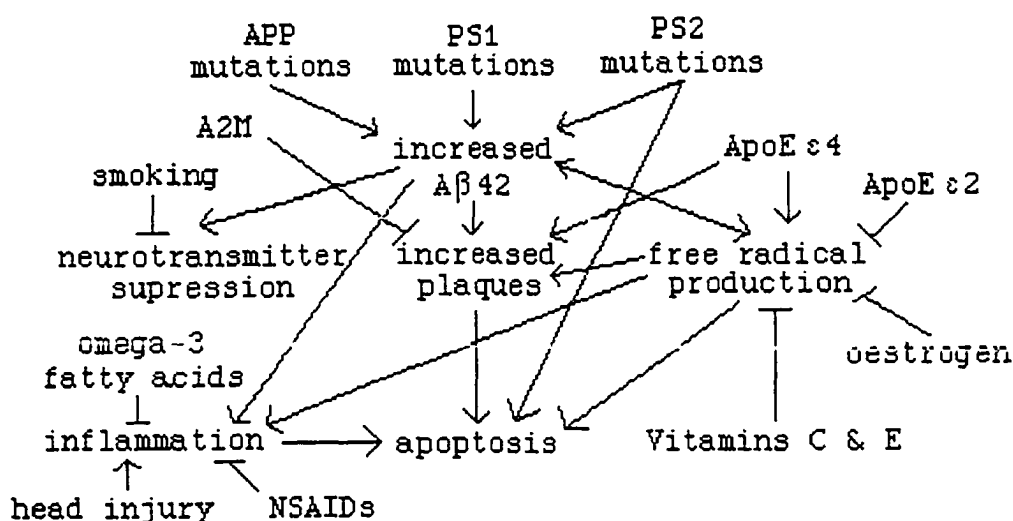 APP
mutations
PS1
mutations
PS2
mutations
A2M
increased
Aβ42
ApoE ε4
smoking
ApoE ε2
neurotransmitter
supression
increased
plaques
free radical
production
omega-3
fatty acids
oestrogen
inflammation
apoptosis
Vitamins C & E
head injury
NSAIDs